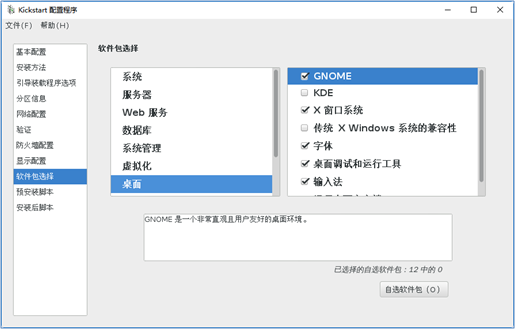 Kickstart 配置程序
文件(F) 帮助(H)
基本配置
安装方法
引导装载程序选项
分区信息
网络配置
验证
防火墙配置
显示配置
软件包选择
预安装脚本
安装后脚本
软件包选择
系统
服务器
Web 服务
数据库
系统管理
虚拟化
桌面
GNOME
KDE
X 窗口系统
传统 X Windows 系统的兼容性
字体
桌面调试和运行工具
输入法
GNOME 是一个非常直观且用户友好的桌面环境。
已选择的自选软件包：12 中的 0
自选软件包（O）